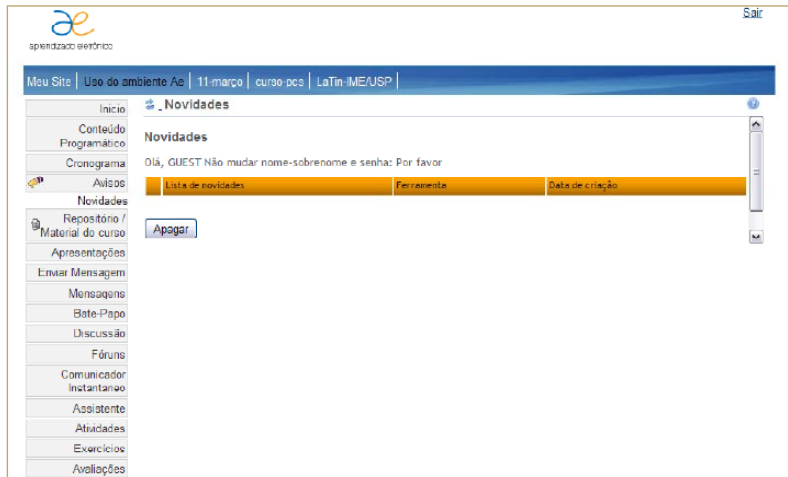 Sair
ae
aprendizado eletrônico
Meu Site | Uso do ambiente Ae | 11-março | curso-pcs | LaTin-IME/USP |
Inicio
Novidades
Conteúdo
Programático
Novidades
Cronograma
Olá, GUEST Não mudar nome-sobrenome e senha: Por favor
Avisos
Lista de novidades Ferramenta Data de criação
Novidades
Repositório /
Material do curso
Apagar
Apresentações
Enviar Mensagem
Mensagens
Bate-Papo
Discussão
Fóruns
Comunicador
Instantaneo
Assistente
Atividades
Exercícios
Avaliações